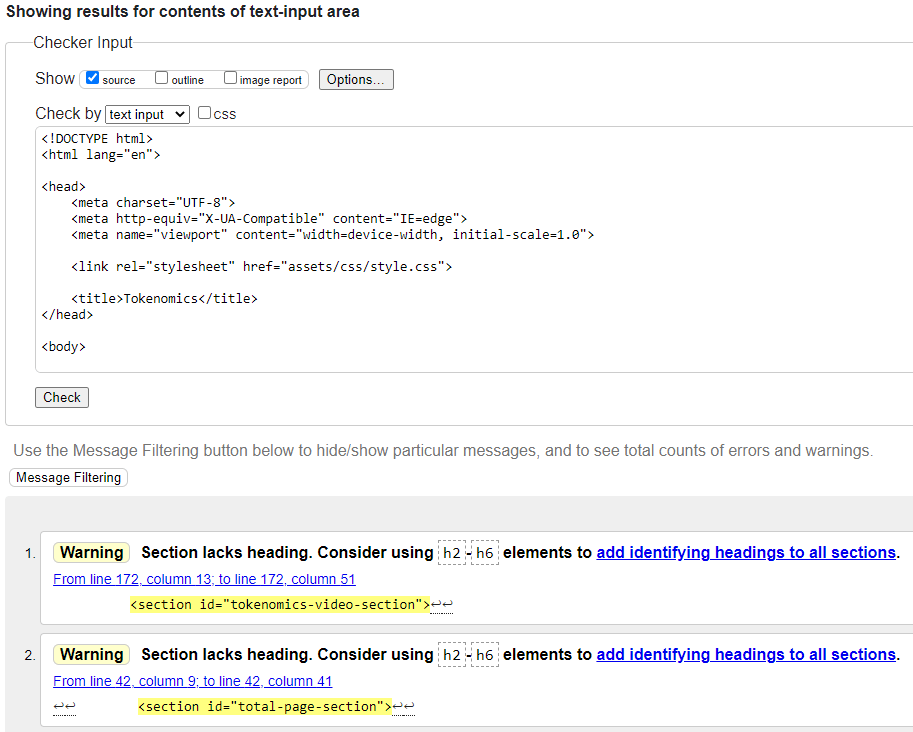 Showing results for contents of text-input area
Checker Input
Show source outline image report Options...
Check by text input css
<!DOCTYPE html>
<html lang="en">
<head>
<meta charset="UTF-8">
<meta http-equiv="X-UA-Compatible" content="IE=edge">
<meta name="viewport" content="width=device-width, initial-scale=1.0">
<link rel="stylesheet" href="assets/css/style.css">
<title>Tokenomics</title>
</head>
<body>
Check
Use the Message Filtering button below to hide/show particular messages, and to see total counts of errors and warnings.
Message Filtering
1. Warning Section lacks heading. Consider using h2-h6 elements to add identifying headings to all sections.
From line 172, column 13; to line 172, column 51
<section id="tokenomics-video-section">↩↩
2. Warning Section lacks heading. Consider using h2-h6 elements to add identifying headings to all sections.
From line 42, column 9; to line 42, column 41
↩↩ <section id="total-page-section">↩↩